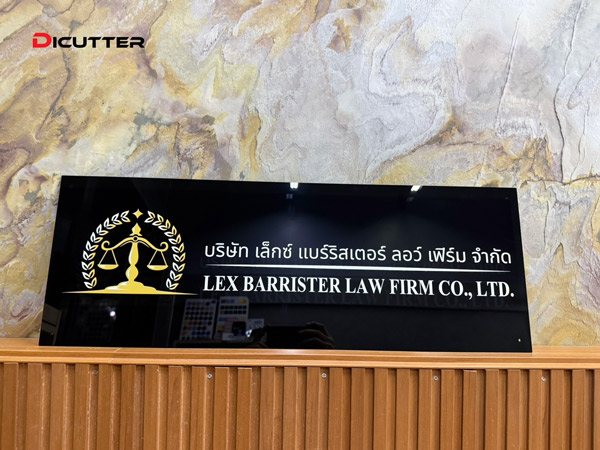 DICUTTER
บริษัท เล็กซ์ แบร์ริสเตอร์ ลอว์ เฟิร์ม จำกัด
LEX BARRISTER LAW FIRM CO., LTD.